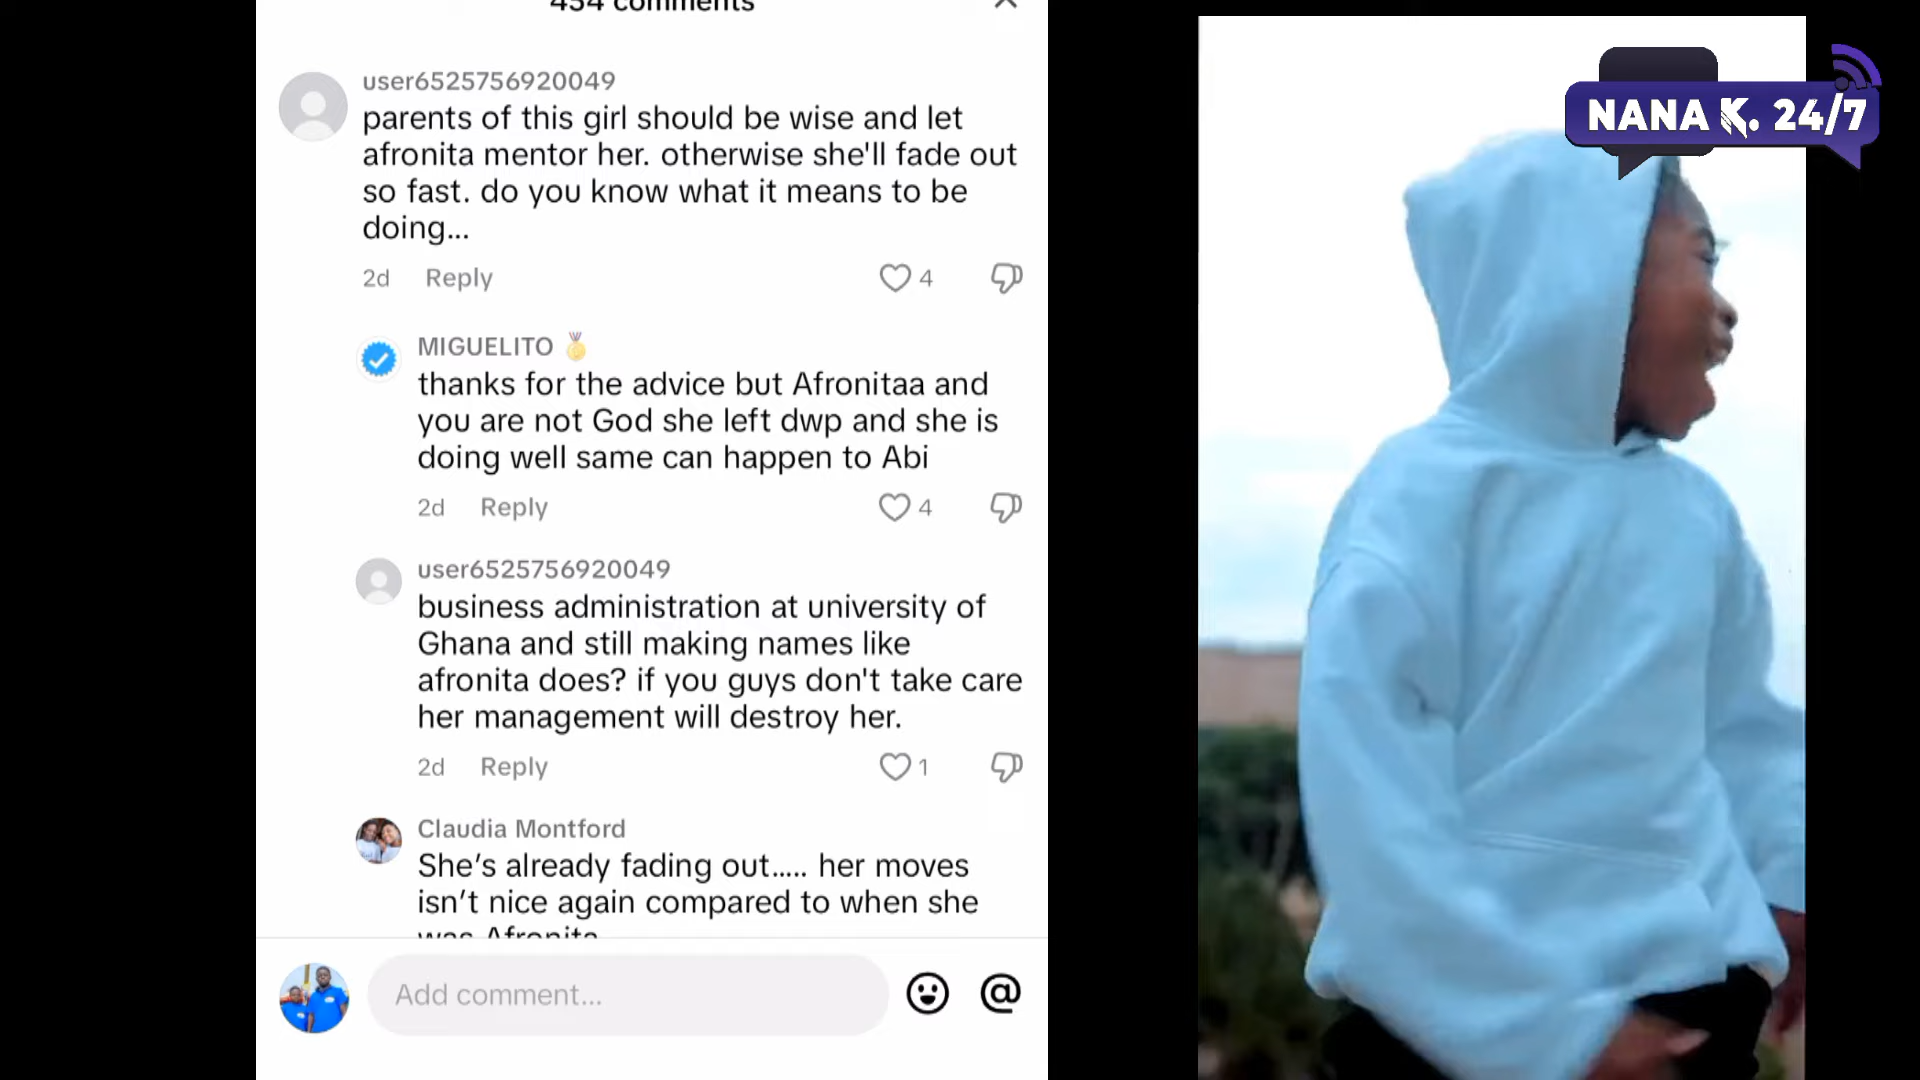 454 comments
user6525756920049
parents of this girl should be wise and let
afronita mentor her. otherwise she'll fade out
so fast. do you know what it means to be
doing...
2d Reply 4
MIGUELITO
thanks for the advice but Afronitaa and
you are not God she left dwp and she is
doing well same can happen to Abi
2d Reply 4
user6525756920049
business administration at university of
Ghana and still making names like
afronita does? if you guys don't take care
her management will destroy her.
2d Reply 1
Claudia Montford
She's already fading out..... her moves
isn't nice again compared to when she
was Afronita
Add comment...
@
NANA K. 24/7